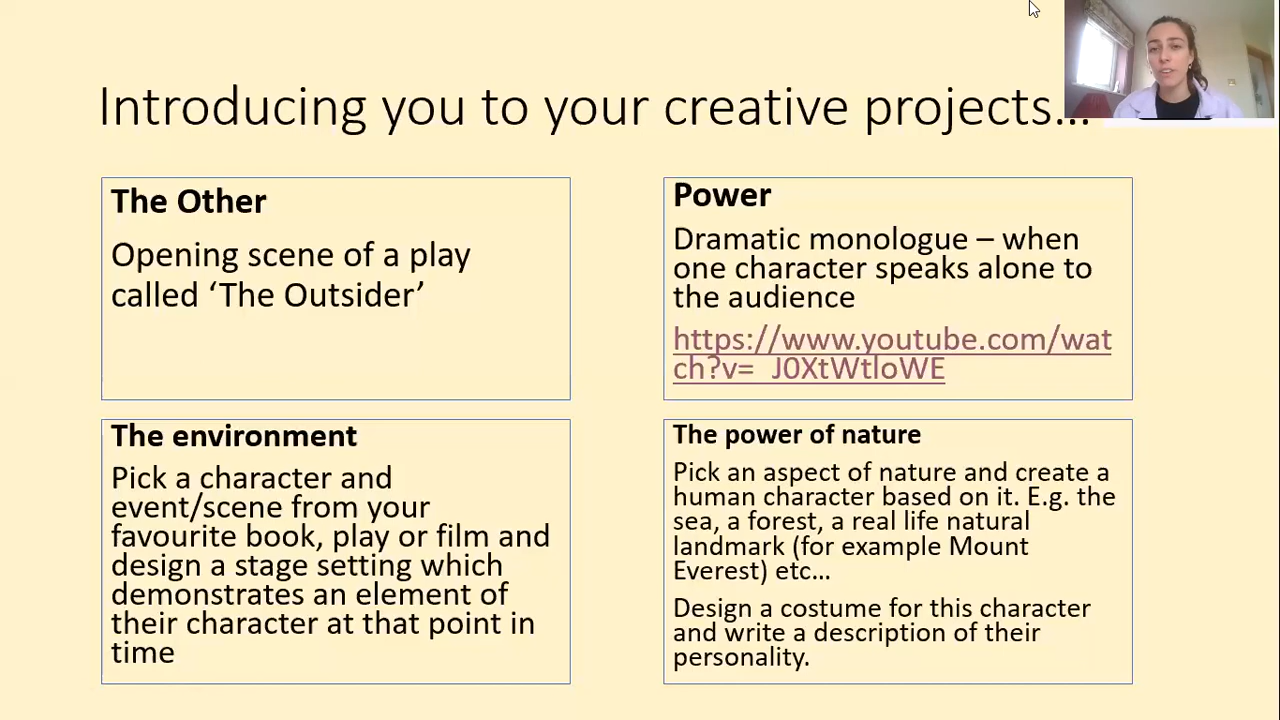 Introducing you to your creative projects...
The Other
Opening scene of a play
called ‘The Outsider’
Power
Dramatic monologue – when
one character speaks alone to
the audience
https://www.youtube.com/wat
ch?v=_J0XtWtloWE
The environment
Pick a character and
event/scene from your
favourite book, play or film and
design a stage setting which
demonstrates an element of
their character at that point in
time
The power of nature
Pick an aspect of nature and create a
human character based on it. E.g. the
sea, a forest, a real life natural
landmark (for example Mount
Everest) etc...
Design a costume for this character
and write a description of their
personality.